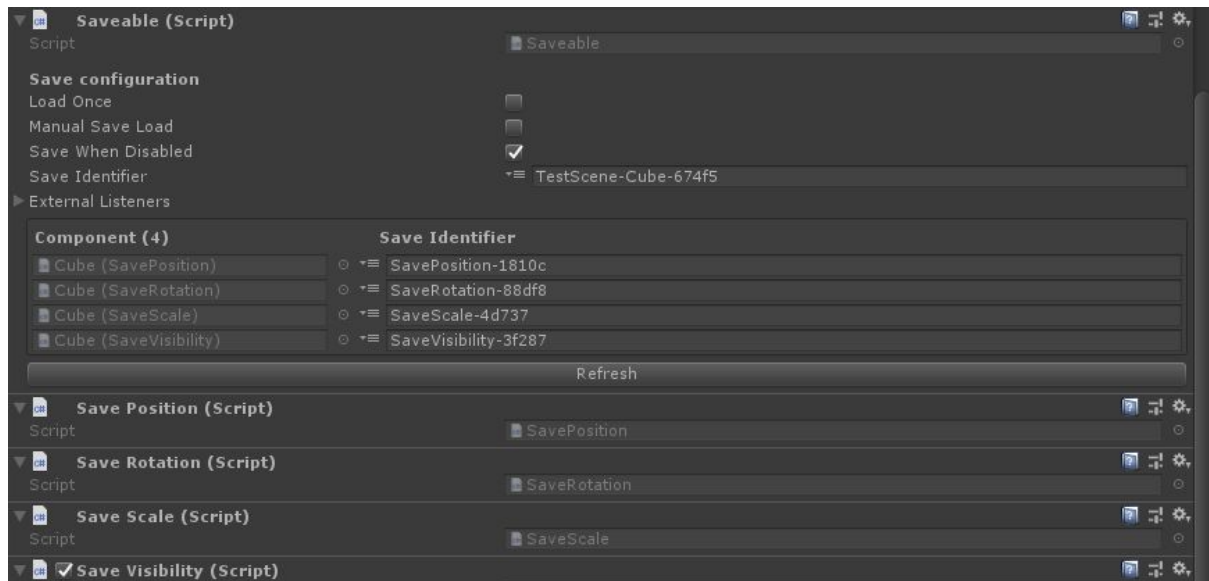 Saveable (Script)
Script Saveable
Save configuration
Load Once
Manual Save Load
Save When Disabled
Save Identifier TestScene-Cube-674f5
External Listeners
Component (4) Save Identifier
Cube (SavePosition) SavePosition-1810c
Cube (SaveRotation) SaveRotation-88df8
Cube (SaveScale) SaveScale-4d737
Cube (SaveVisibility) SaveVisibility-3f287
Refresh
Save Position (Script)
Script SavePosition
Save Rotation (Script)
Script SaveRotation
Save Scale (Script)
Script SaveScale
Save Visibility (Script)